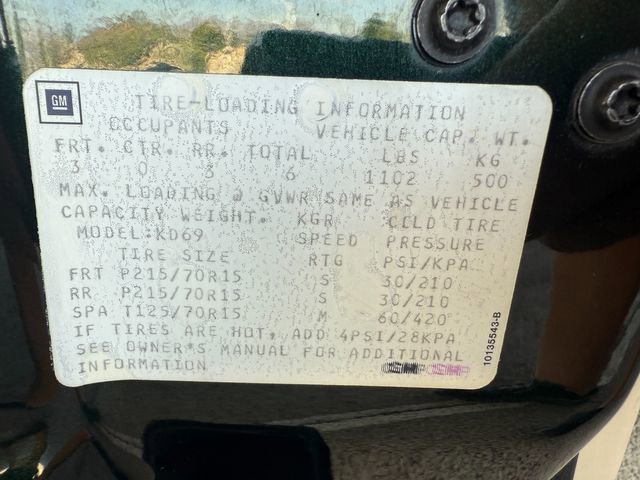 GM
TIRE-LOADING INFORMATION
OCCUPANTS VEHICLE CAP. WT.
FRT. CTR. RR. TOTAL LBS KG
3 0 3 6 1102 500
MAX. LOADING @ GVWR SAME AS VEHICLE
CAPACITY WEIGHT. KGR COLD TIRE
MODEL:KD69 SPEED PRESSURE
TIRE SIZE RTG PSI/KPA
FRT P215/70R15 S 30/210
RR P215/70R15 S 30/210
SPA T125/70R15 M 60/420
IF TIRES ARE HOT, ADD 4PSI/28KPA
SEE OWNER'S MANUAL FOR ADDITIONAL
INFORMATION
10135543-B